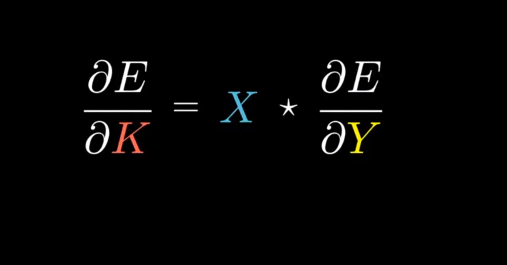 ∂E/∂K = X ⋆ ∂E/∂Y